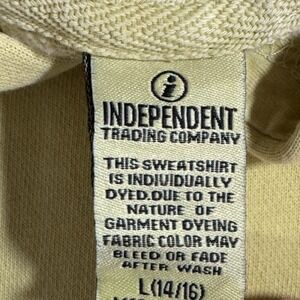 i
INDEPENDENT
TRADING COMPANY
THIS SWEATSHIRT
IS INDIVIDUALLY
DYED.DUE TO THE
NATURE OF
GARMENT DYEING
FABRIC COLOR MAY
BLEED OR FADE
AFTER WASH
L(14/16)